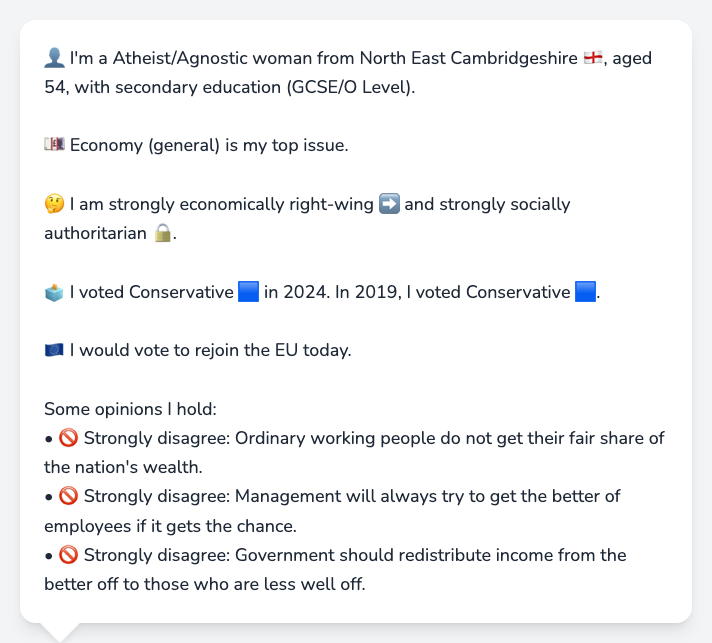 👤 I'm a Atheist/Agnostic woman from North East Cambridgeshire 🏴󠁧󠁢󠁥󠁮󠁧󠁿, aged
54, with secondary education (GCSE/O Level).
💷 Economy (general) is my top issue.
🤔 I am strongly economically right-wing ➡️ and strongly socially
authoritarian 🔒.
🗳️ I voted Conservative 🟦 in 2024. In 2019, I voted Conservative 🟦.
🇪🇺 I would vote to rejoin the EU today.
Some opinions I hold:
• 🚫 Strongly disagree: Ordinary working people do not get their fair share of
the nation's wealth.
• 🚫 Strongly disagree: Management will always try to get the better of
employees if it gets the chance.
• 🚫 Strongly disagree: Government should redistribute income from the
better off to those who are less well off.